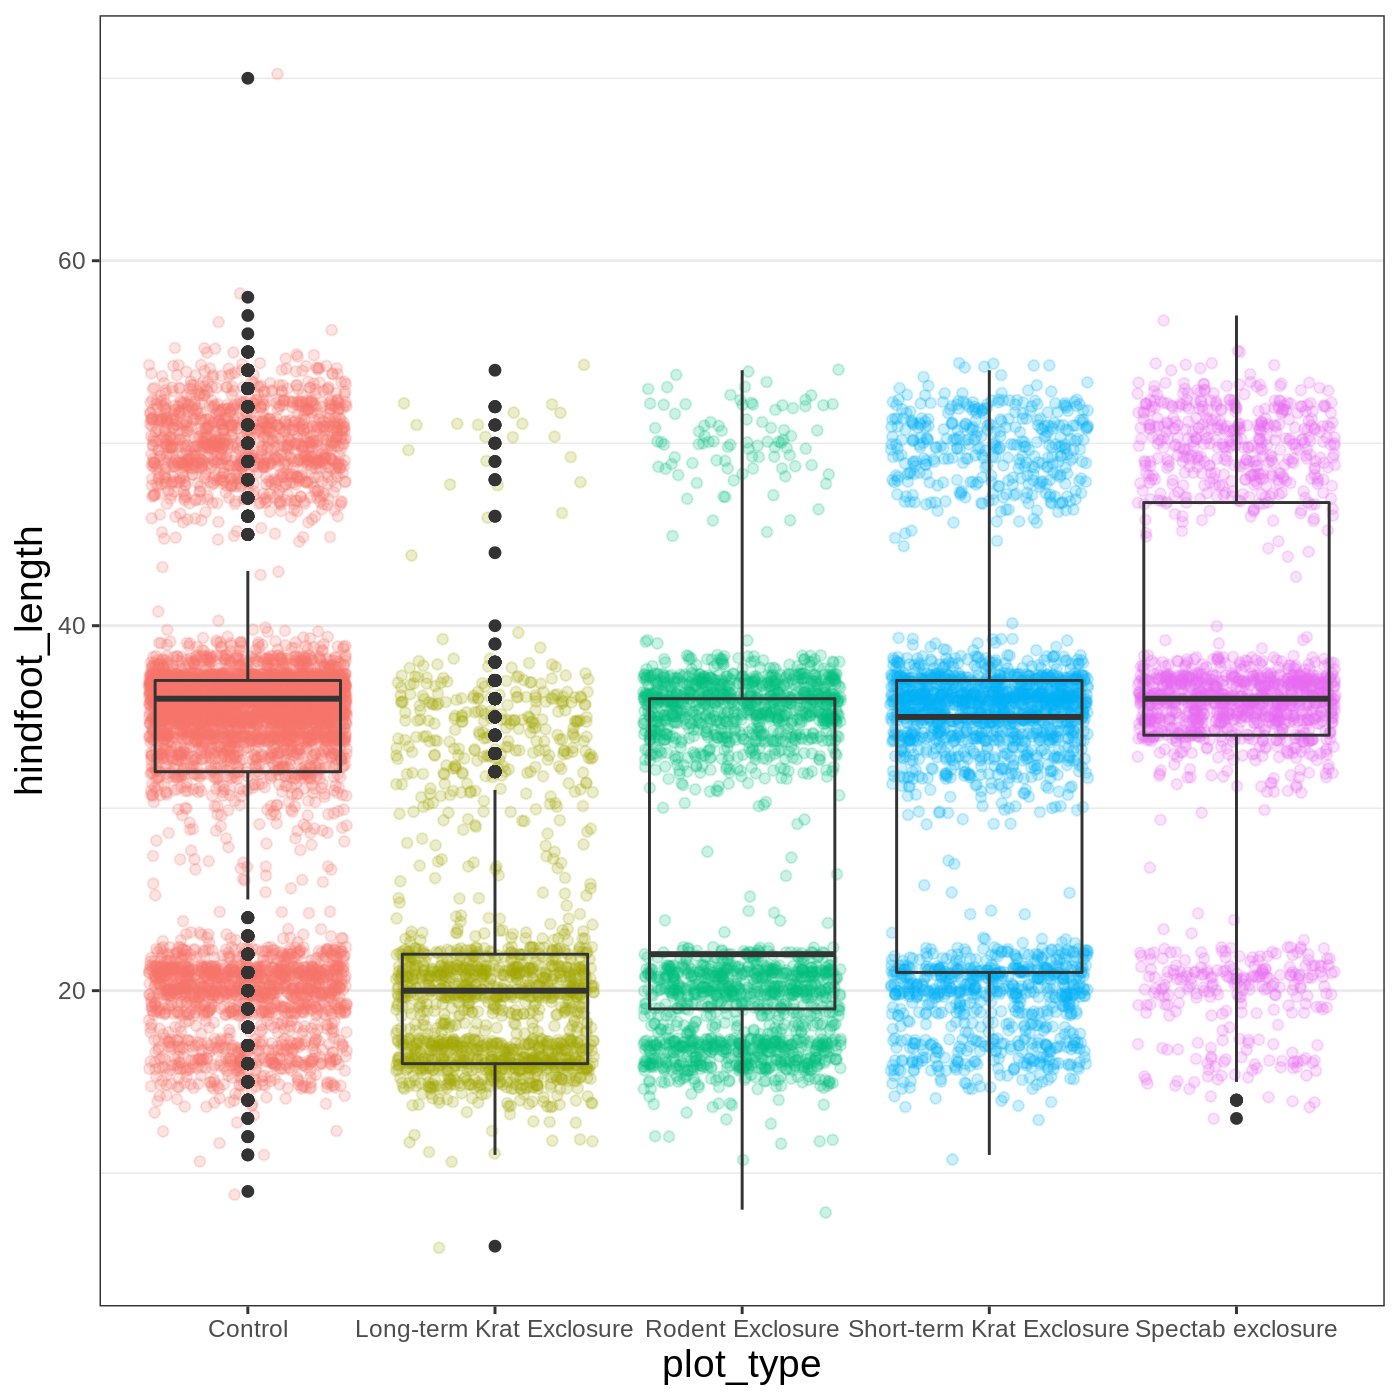 60
40
20
hindfoot_length
Control Long-term Krat Exclosure Rodent Exclosure Short-term Krat Exclosure Spectab exclosure
plot_type